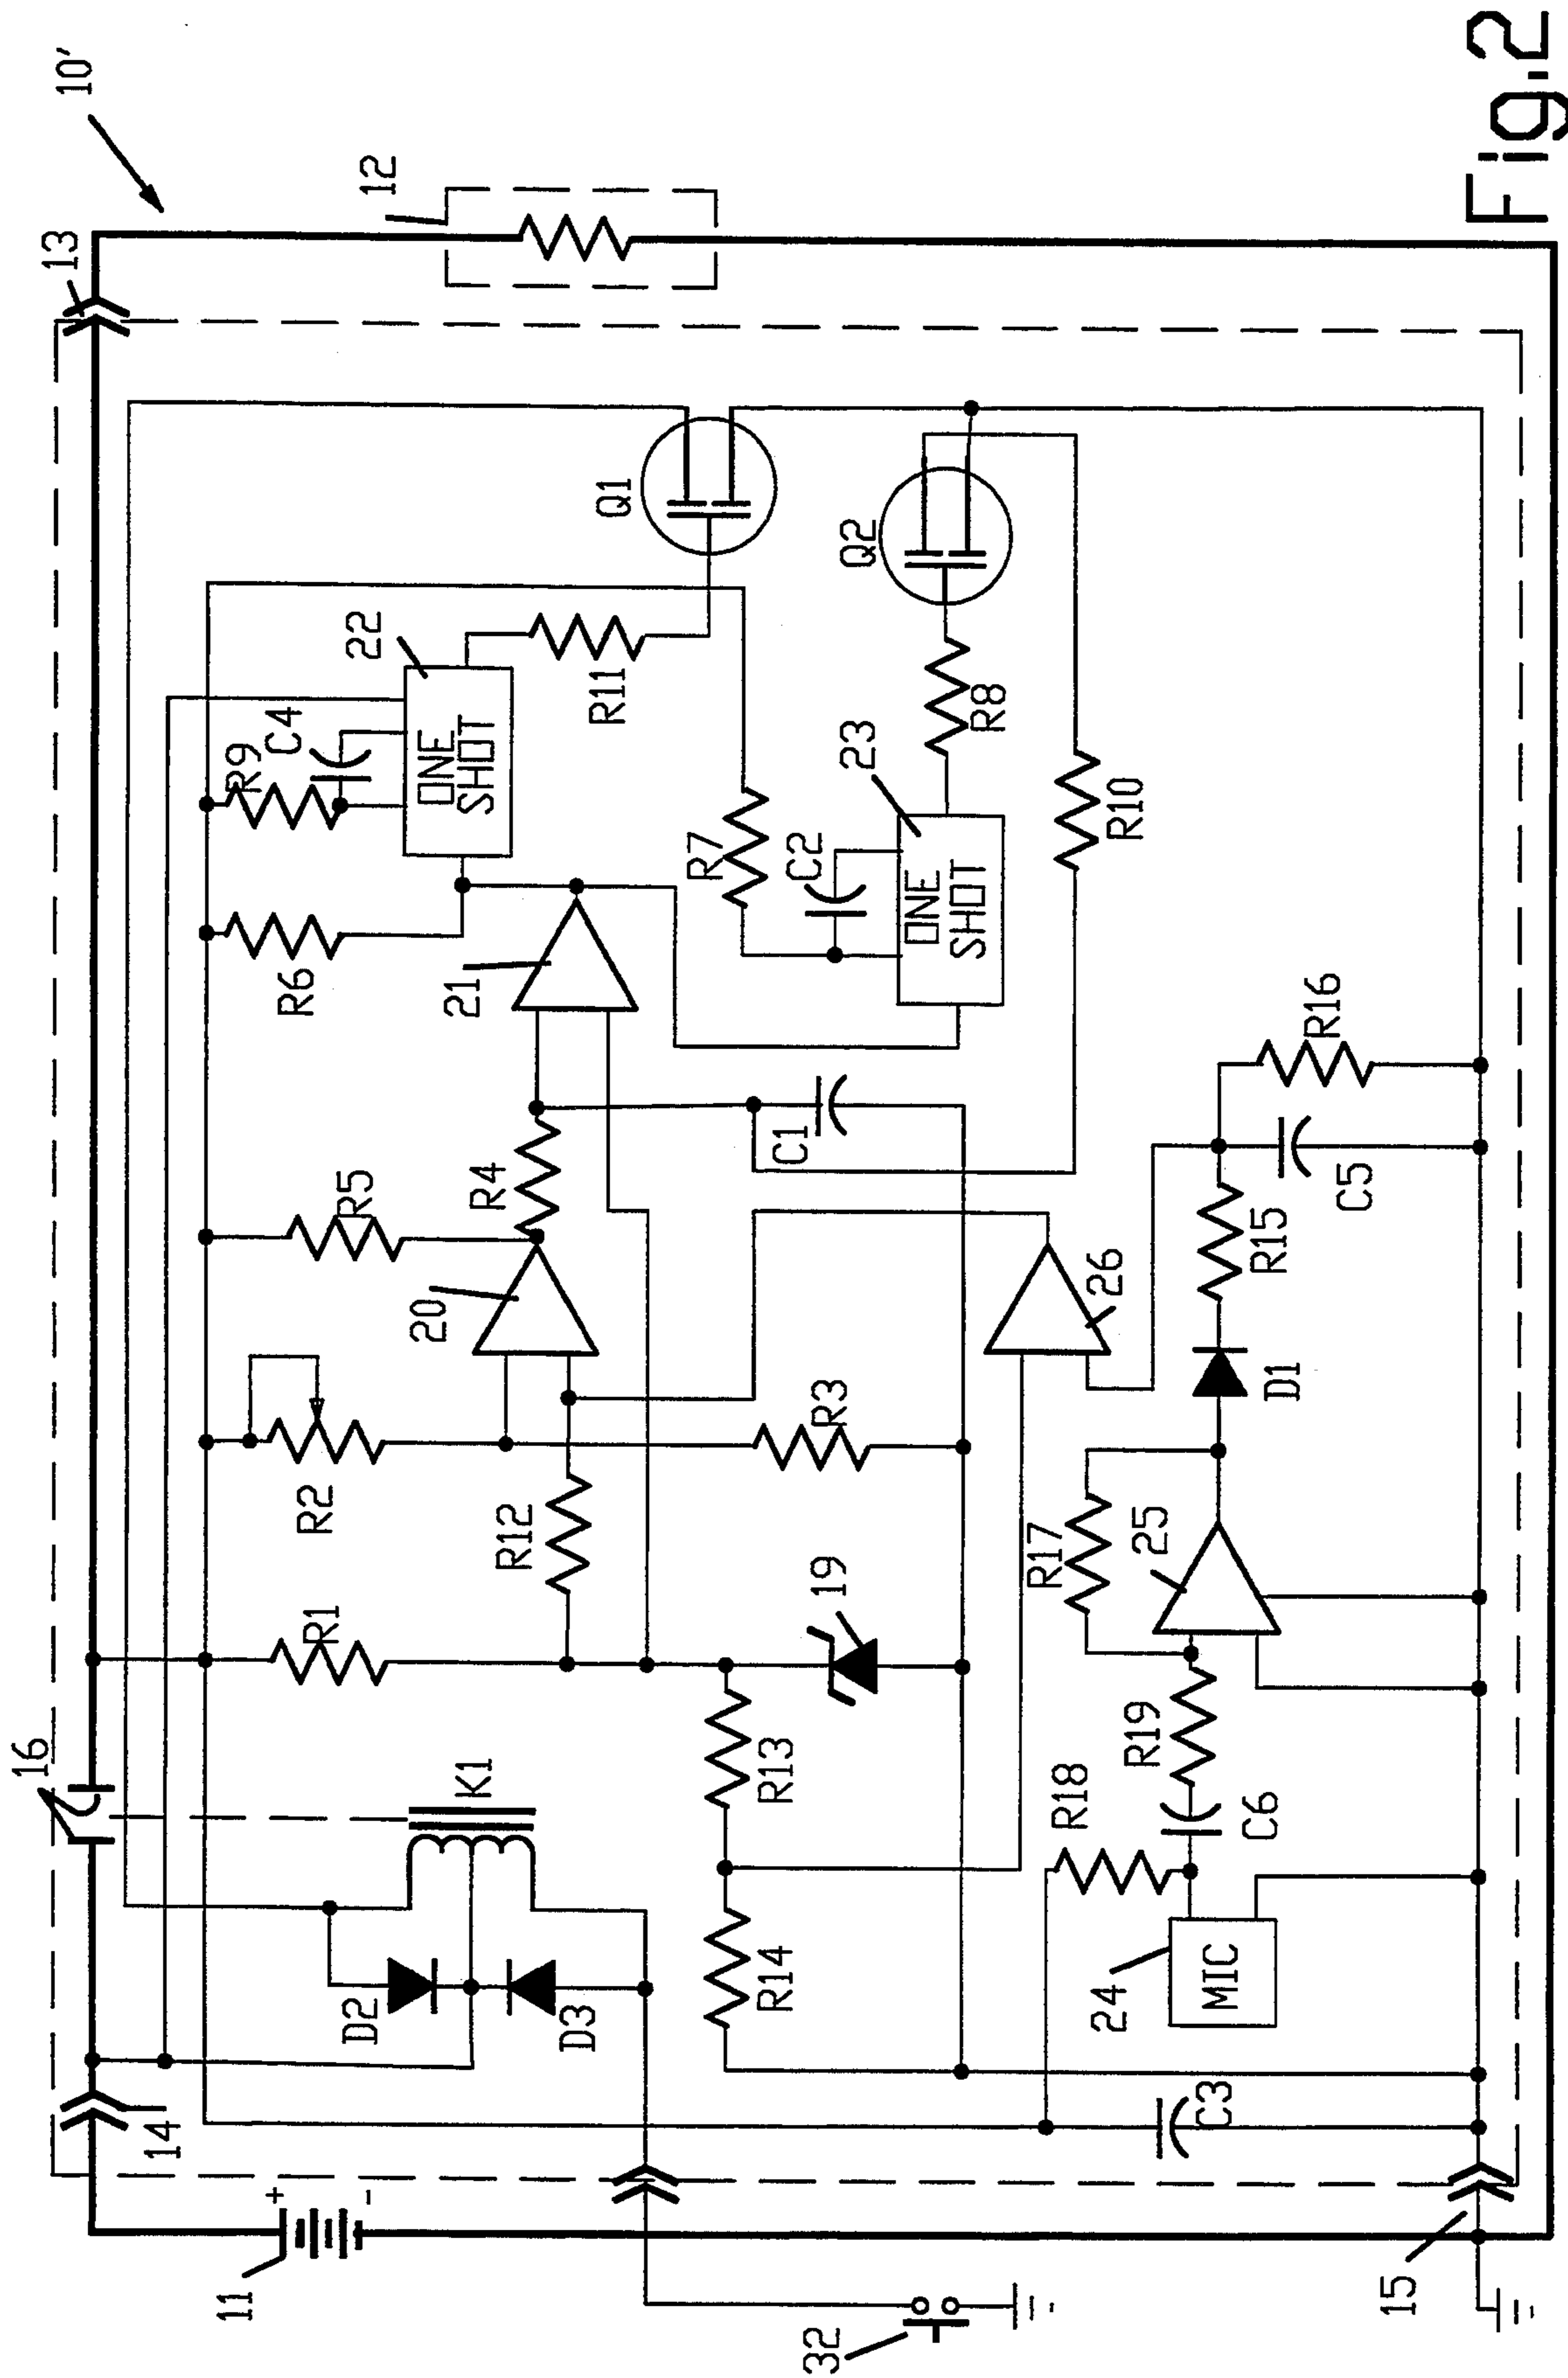 10'
13
12
16
14
11
+
-
R1
R2
R5
R6
R9
C4
22
ONE
SHOT
R11
Q1
K1
D2
D3
R12
20
R4
21
R7
C2
23
ONE
SHOT
R8
Q2
R10
R14
R13
19
R3
C1
26
R18
R17
25
24
MIC
C6
R19
D1
R15
C5
R16
C3
32
15
Fig.2